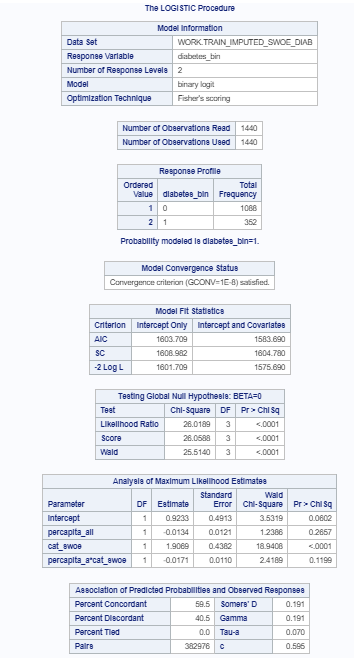 The LOGISTIC Procedure
Model Information
Data Set WORK.TRAIN_IMPUTED_SWOE_DIAB
Response Variable diabetes_bin
Number of Response Levels 2
Model binary logit
Optimization Technique Fisher's scoring
Number of Observations Read 1440
Number of Observations Used 1440
Response Profile
Ordered Value diabetes_bin Total Frequency
1 0 1088
2 1 352
Probability modeled is diabetes_bin=1.
Model Convergence Status
Convergence criterion (GCONV=1E-8) satisfied.
Model Fit Statistics
Criterion Intercept Only Intercept and Covariates
AIC 1603.709 1583.690
SC 1608.982 1604.780
-2 Log L 1601.709 1575.690
Testing Global Null Hypothesis: BETA=0
Test Chi-Square DF Pr > ChiSq
Likelihood Ratio 26.0189 3 <.0001
Score 26.0588 3 <.0001
Wald 25.5140 3 <.0001
Analysis of Maximum Likelihood Estimates
Parameter DF Estimate Standard Error Wald Chi-Square Pr > ChiSq
Intercept 1 0.9233 0.4913 3.5319 0.0602
percapita_all 1 -0.0134 0.0121 1.2386 0.2657
cat_swoe 1 1.9069 0.4382 18.9408 <.0001
percapita_a*cat_swoe 1 -0.0171 0.0110 2.4189 0.1199
Association of Predicted Probabilities and Observed Responses
Percent Concordant 59.5 Somers' D 0.191
Percent Discordant 40.5 Gamma 0.191
Percent Tied 0.0 Tau-a 0.070
Pairs 382976 c 0.595